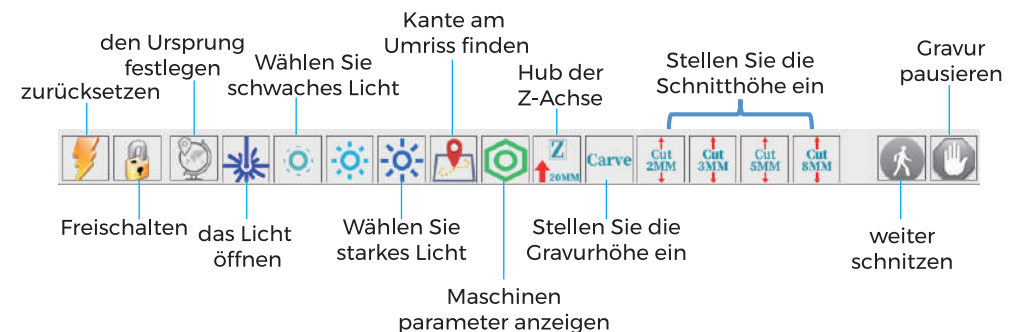 Kante am
Umriss finden
den Ursprung
festlegen
Wählen Sie
schwaches Licht
Stellen Sie die
Schnitthöhe ein
Gravur
pausieren
zurücksetzen
Hub der
Z-Achse
Z
20MM
Carve
Cut
2MM
Cut
3MM
Cut
5MM
Cut
8MM
Freischalten
das Licht
öffnen
Wählen Sie
starkes Licht
Stellen Sie die
Gravurhöhe ein
weiter
schnitzen
Maschinen
parameter anzeigen